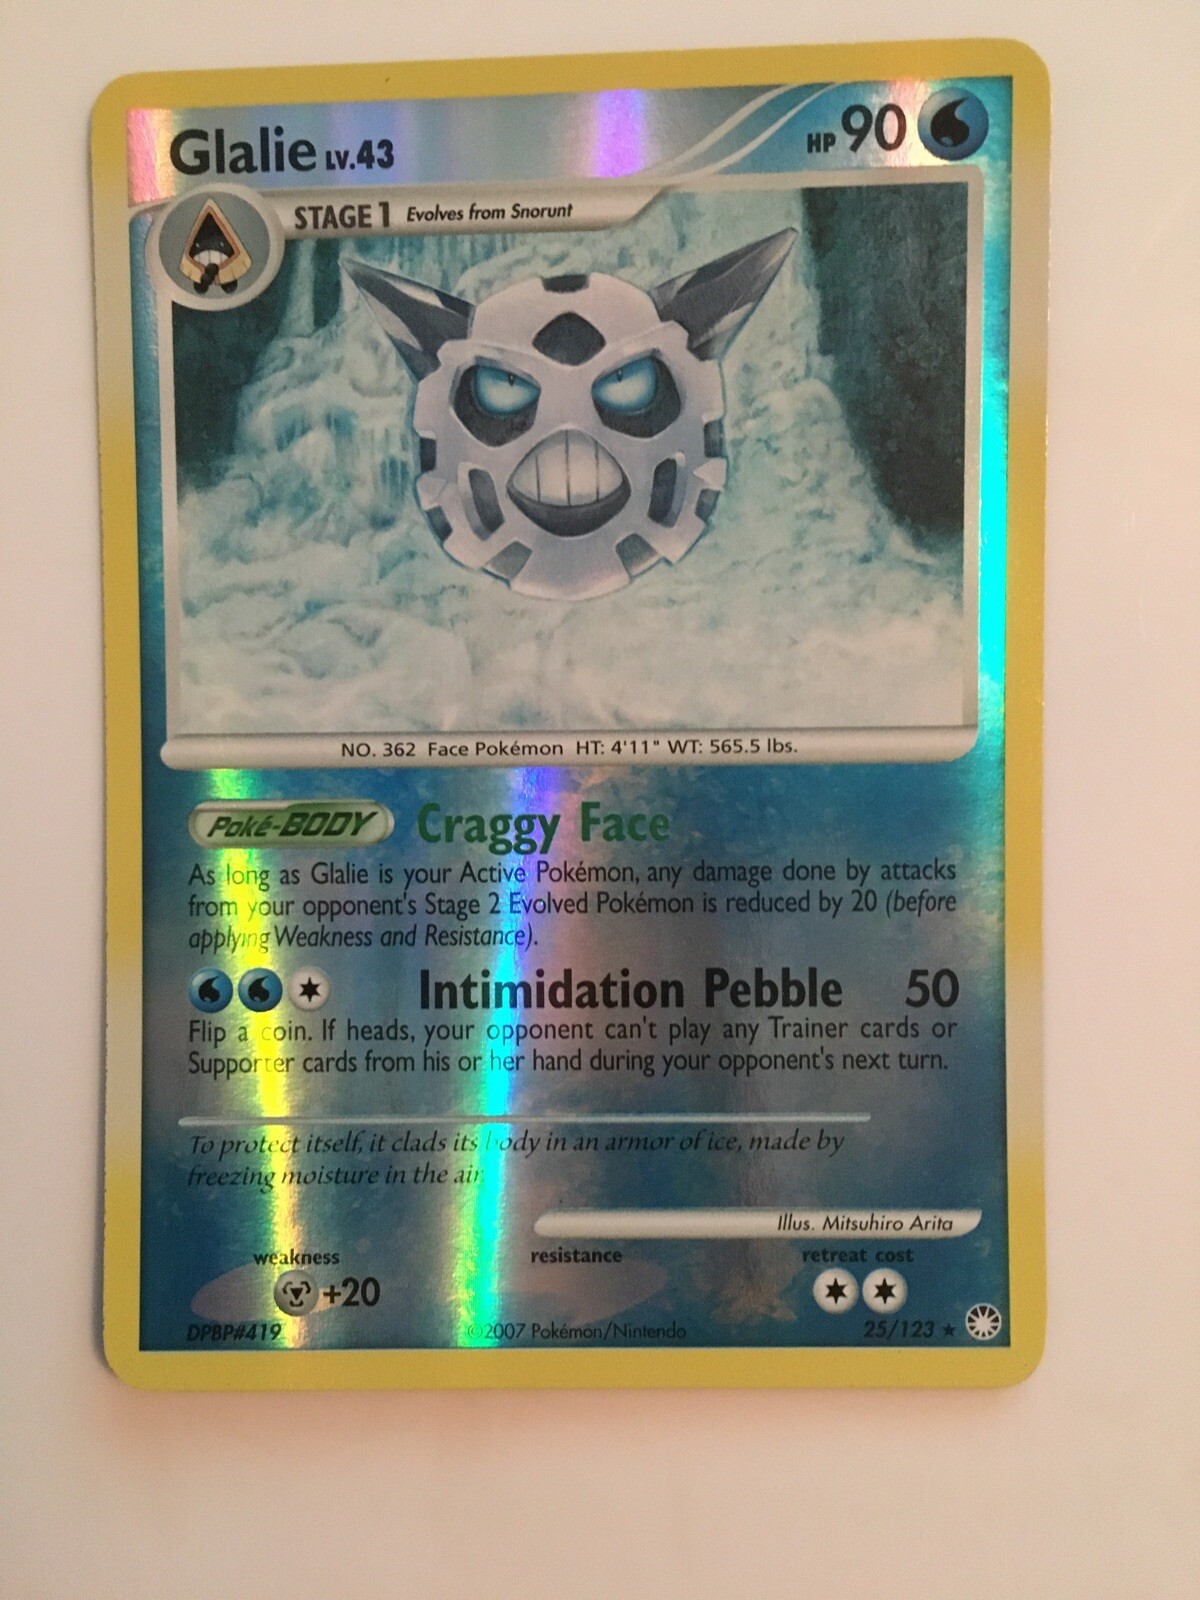 Glalie LV.43 HP 90
STAGE 1 Evolves from Snorunt
NO. 362 Face Pokémon HT: 4'11" WT: 565.5 lbs.
Poké-BODY Craggy Face
As long as Glalie is your Active Pokémon, any damage done by attacks
from your opponent's Stage 2 Evolved Pokémon is reduced by 20 (before
applying Weakness and Resistance).
Intimidation Pebble 50
Flip a coin. If heads, your opponent can't play any Trainer cards or
Supporter cards from his or her hand during your opponent's next turn.
To protect itself, it clads its body in an armor of ice, made by
freezing moisture in the air.
Illus. Mitsuhiro Arita
weakness resistance retreat cost
+20
DPBP#419 ©2007 Pokémon/Nintendo 25/123 ★